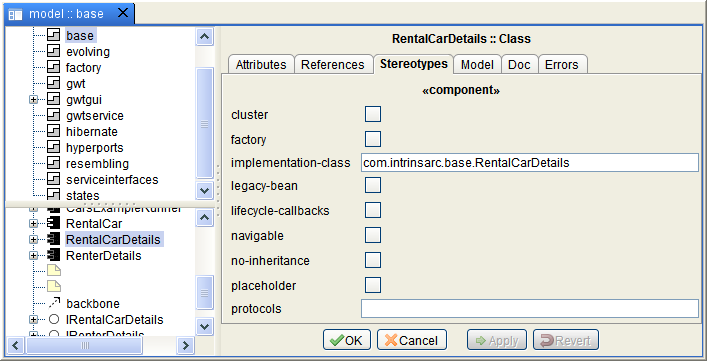 model :: base
base
evolving
factory
gwt
gwtgui
gwtservice
hibernate
hyperports
resembling
serviceinterfaces
states
CarsExampleRunner
RentalCar
RentalCarDetails
RenterDetails
backbone
IRentalCarDetails
IRenterDetails
RentalCarDetails :: Class
Attributes References Stereotypes Model Doc Errors
«component»
cluster
factory
implementation-class com.intrinsarc.base.RentalCarDetails
legacy-bean
lifecycle-callbacks
navigable
no-inheritance
placeholder
protocols
OK Cancel Apply Revert